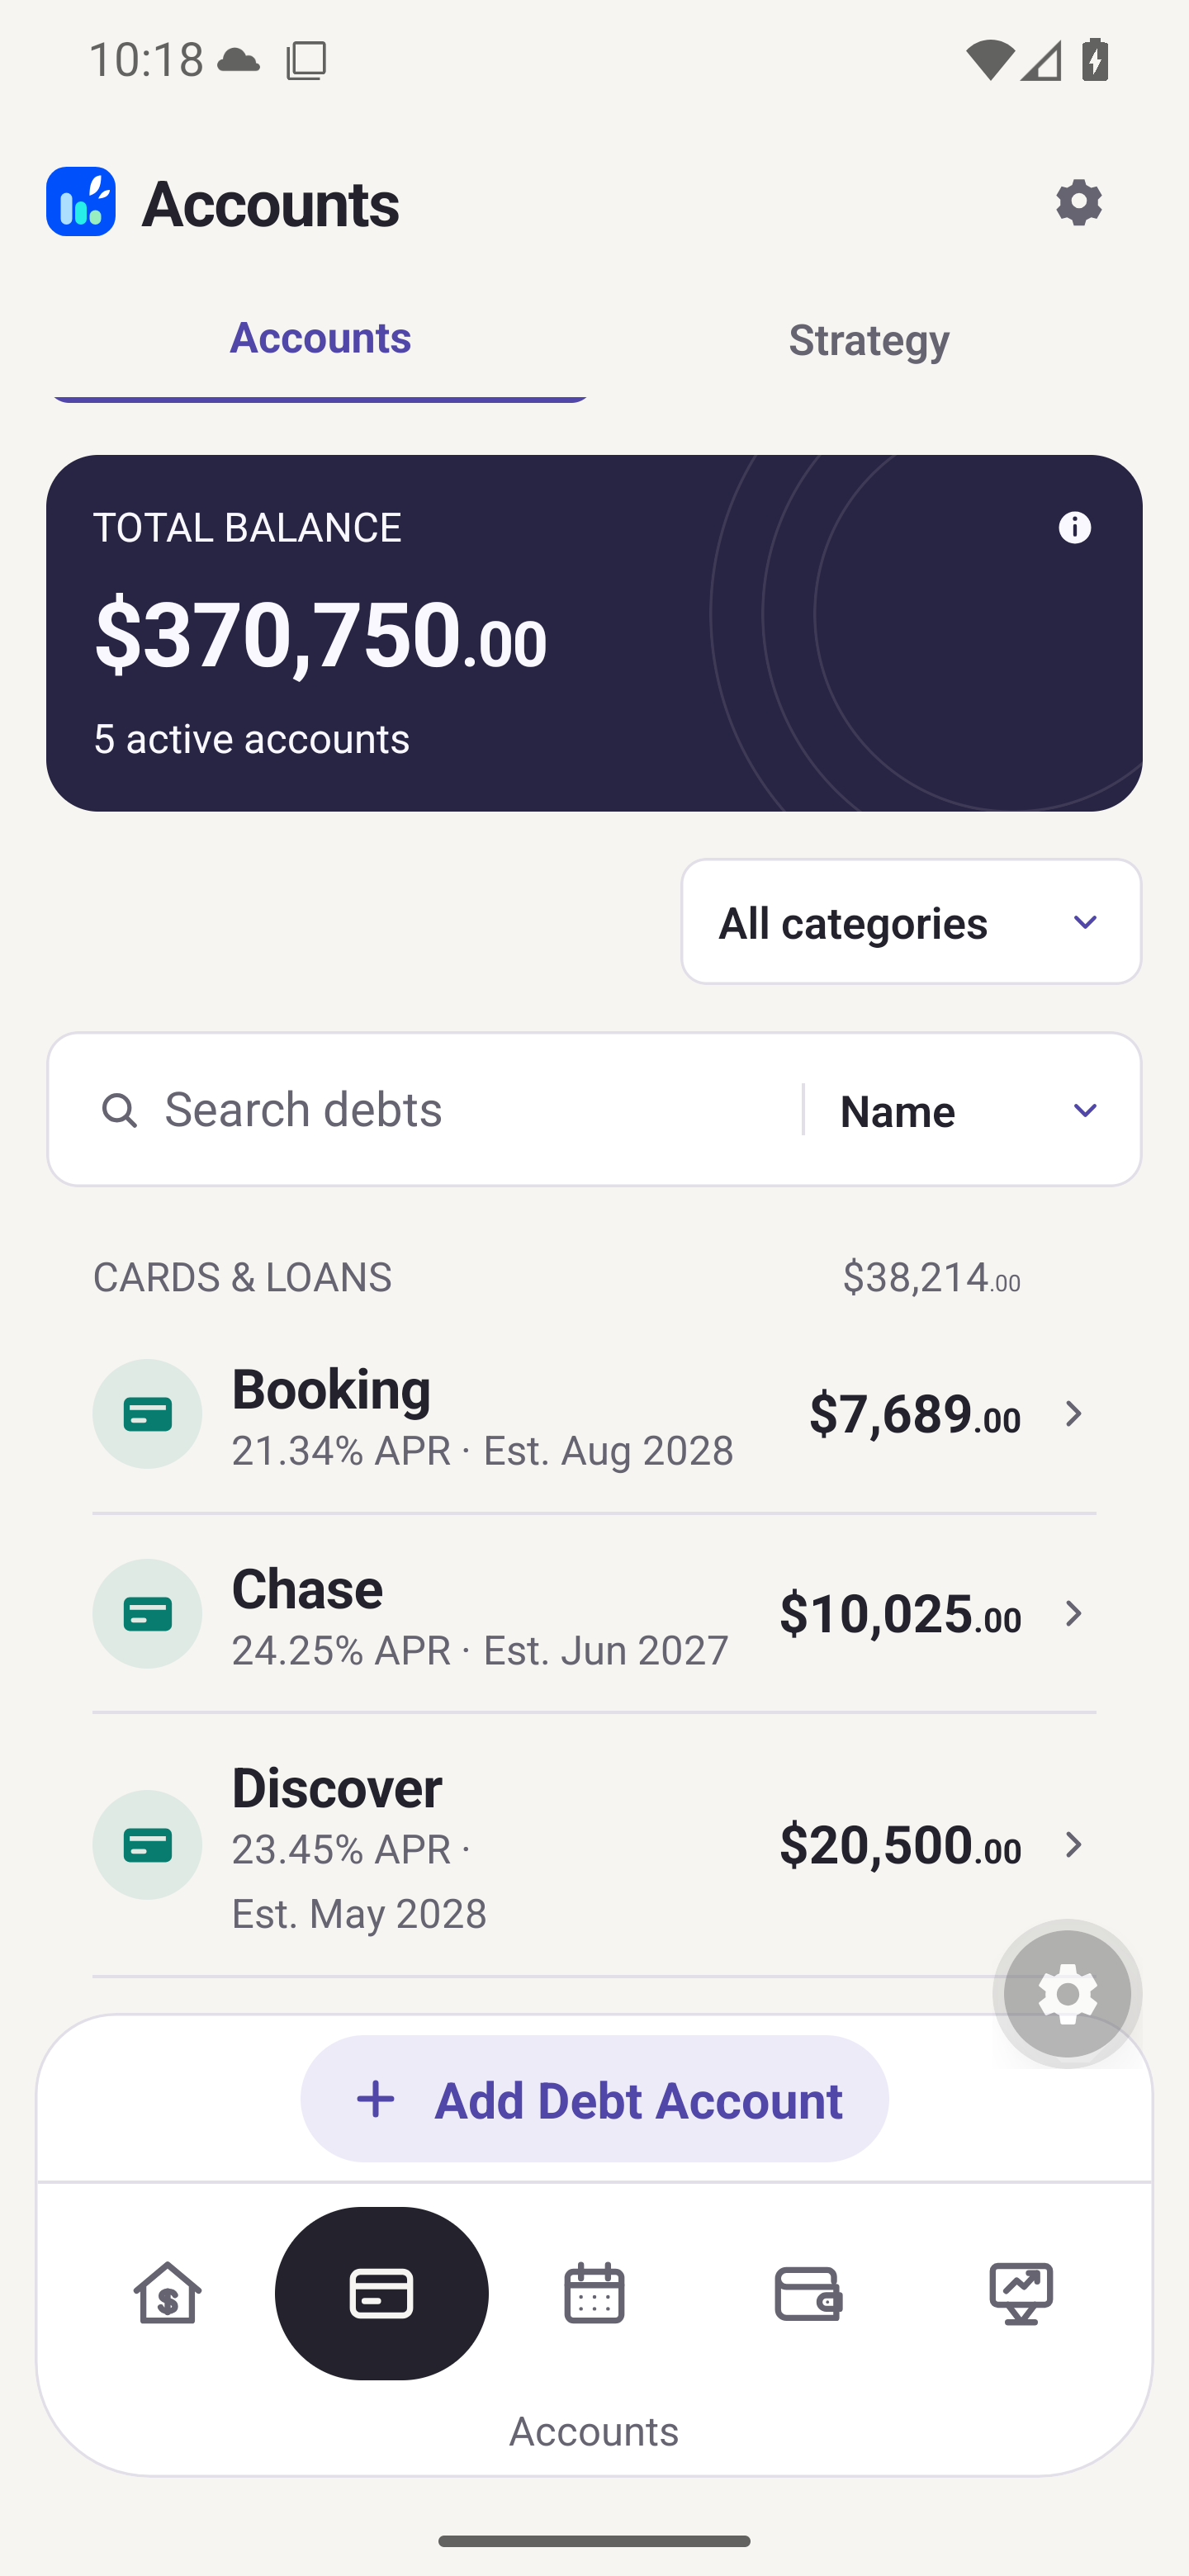 10:18
Accounts
Accounts
Strategy
TOTAL BALANCE
$370,750.00
5 active accounts
All categories
Search debts
Name
CARDS & LOANS
$38,214.00
Booking
21.34% APR · Est. Aug 2028
$7,689.00
Chase
24.25% APR · Est. Jun 2027
$10,025.00
Discover
23.45% APR ·
Est. May 2028
$20,500.00
Add Debt Account
Accounts